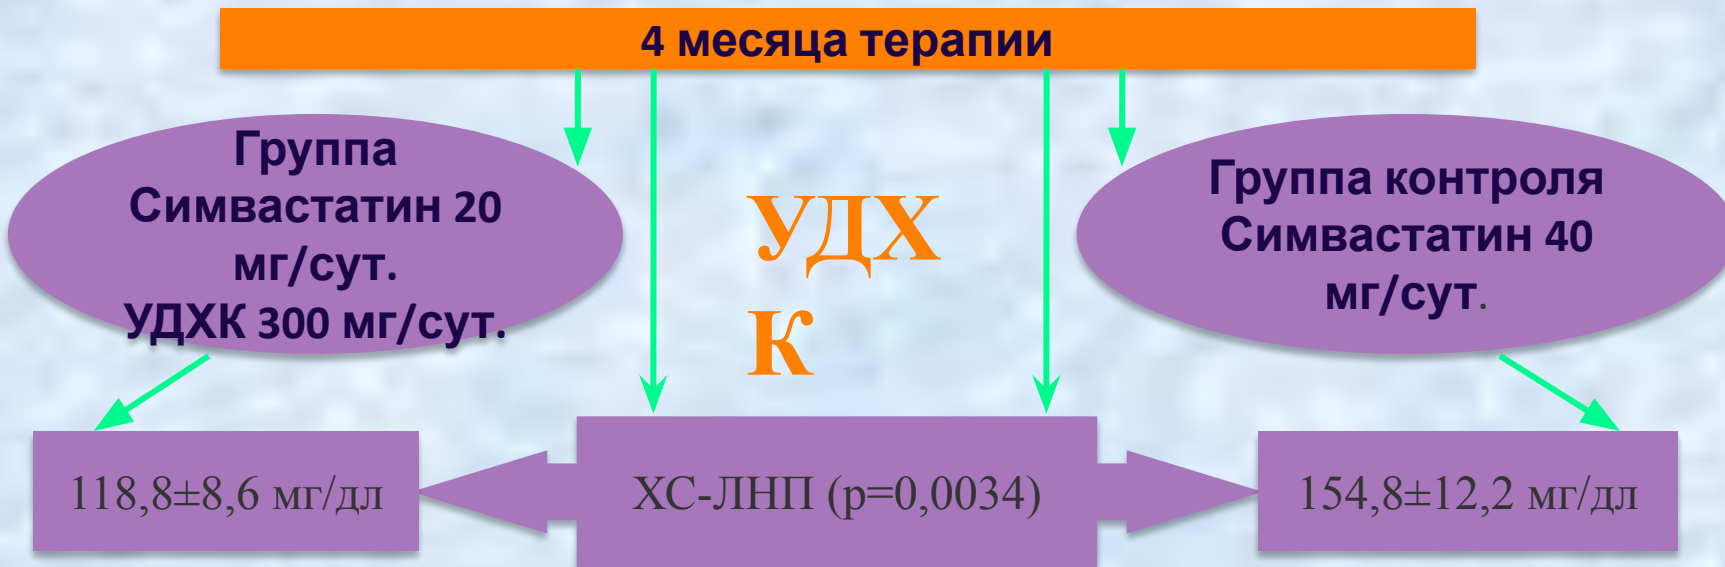 4 месяца терапии
Группа
Симвастатин 20
мг/сут.
УДХК 300 мг/сут.
УДХ
К
Группа контроля
Симвастатин 40
мг/сут.
118,8±8,6 мг/дл
ХС-ЛНП (p=0,0034)
154,8±12,2 мг/дл